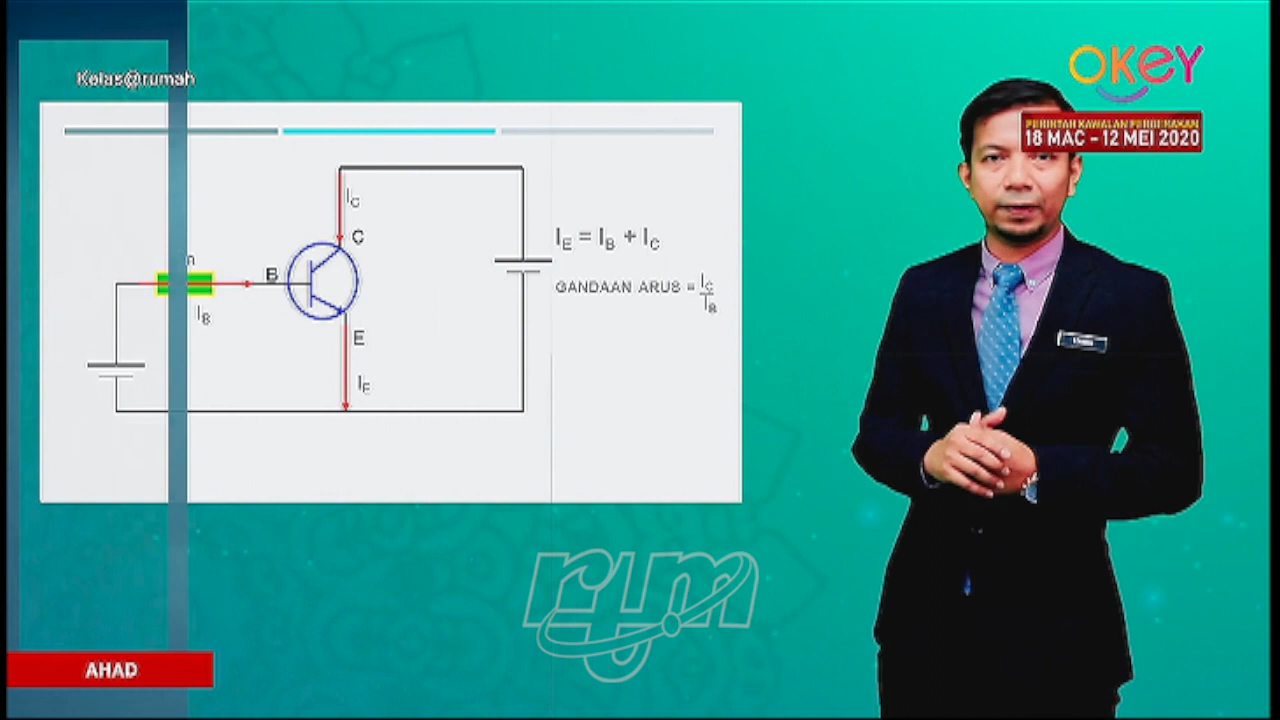 Kelas@rumah
OKEY
PERINTAH KAWALAN PERGERAKAN
18 MAC - 12 MEI 2020
I_C
C
I_E = I_B + I_C
B
GANDAAN ARUS = I_C
I_B
I_B
E
I_E
rtm
AHAD